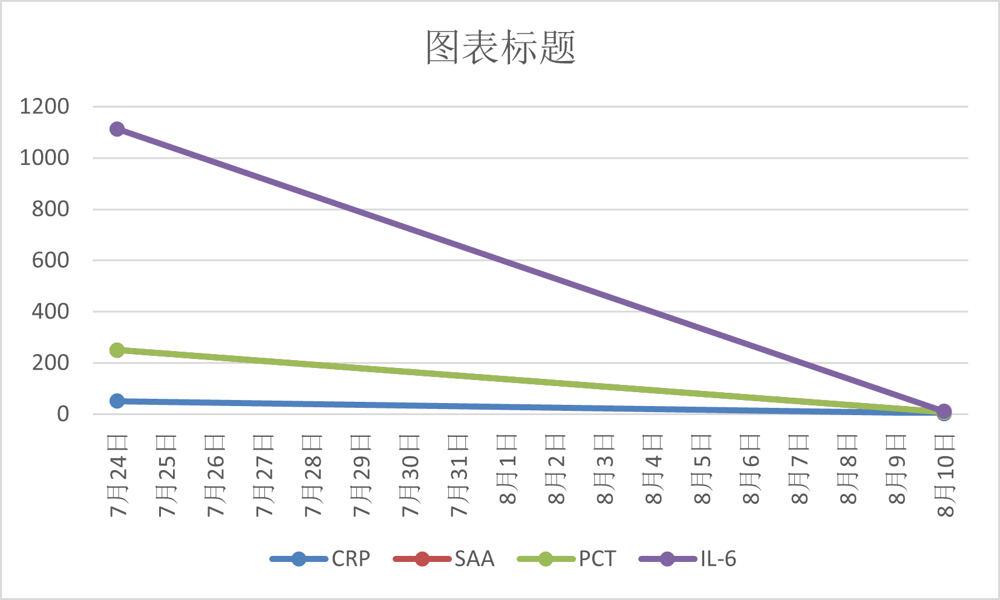 图表标题
1200
1000
800
600
400
200
0
7月24日
7月25日
7月26日
7月27日
7月28日
7月29日
7月30日
7月31日
8月1日
8月2日
8月3日
8月4日
8月5日
8月6日
8月7日
8月8日
8月9日
8月10日
CRP SAA PCT IL-6